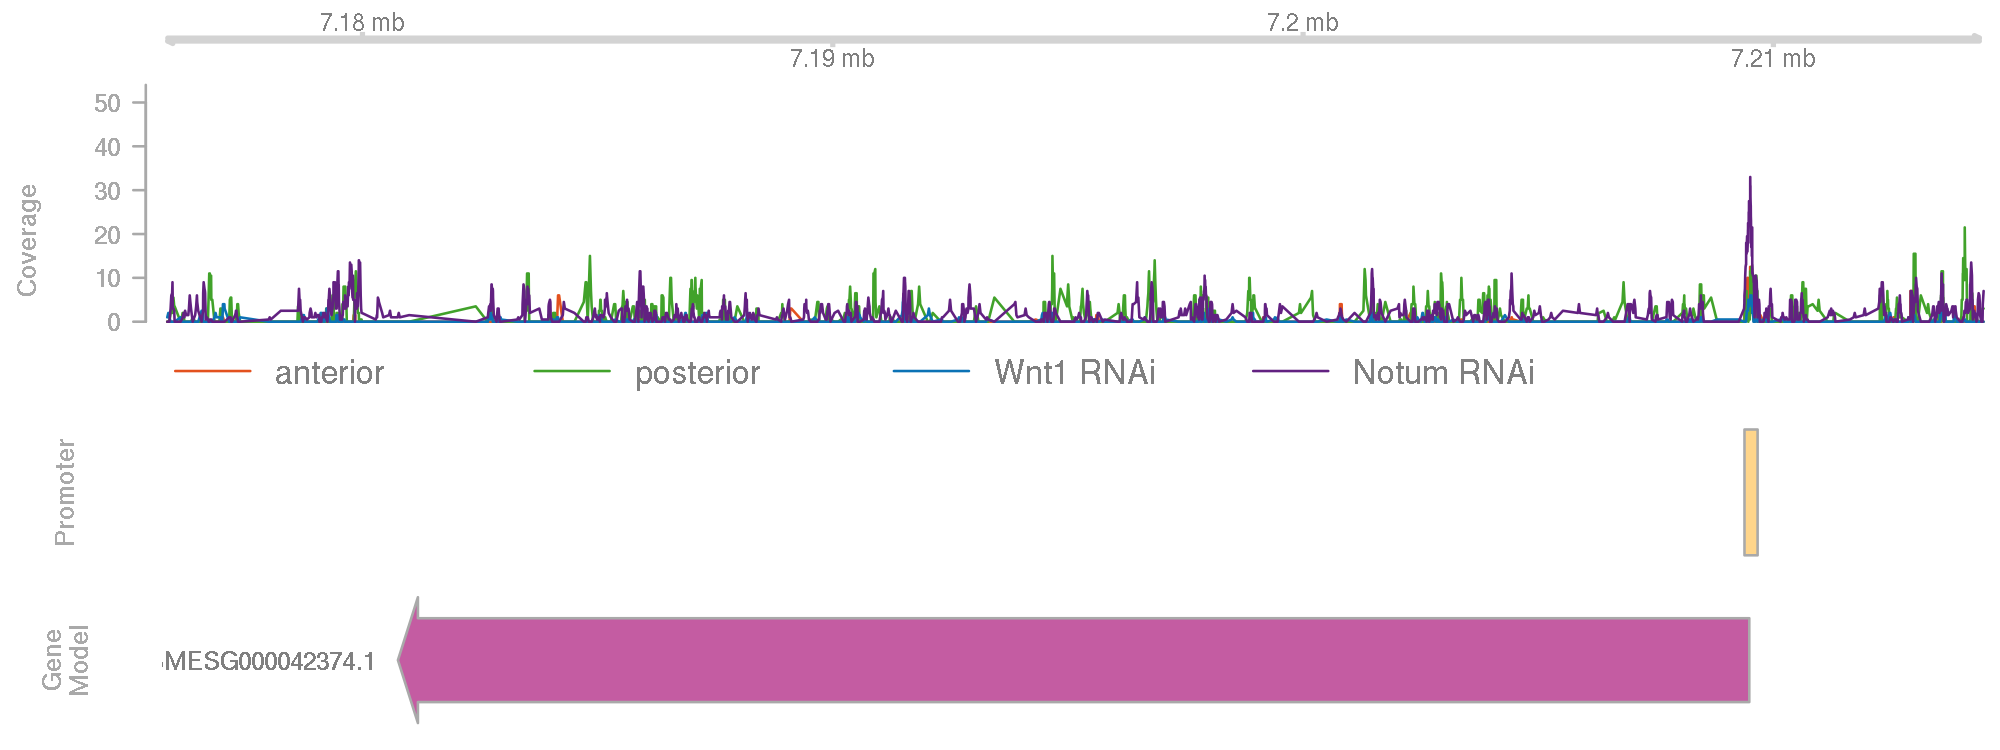 7.18 mb
7.2 mb
7.19 mb
7.21 mb
Coverage
50
40
30
20
10
0
anterior
posterior
Wnt1 RNAi
Notum RNAi
Promoter
Gene
Model
MESG000042374.1